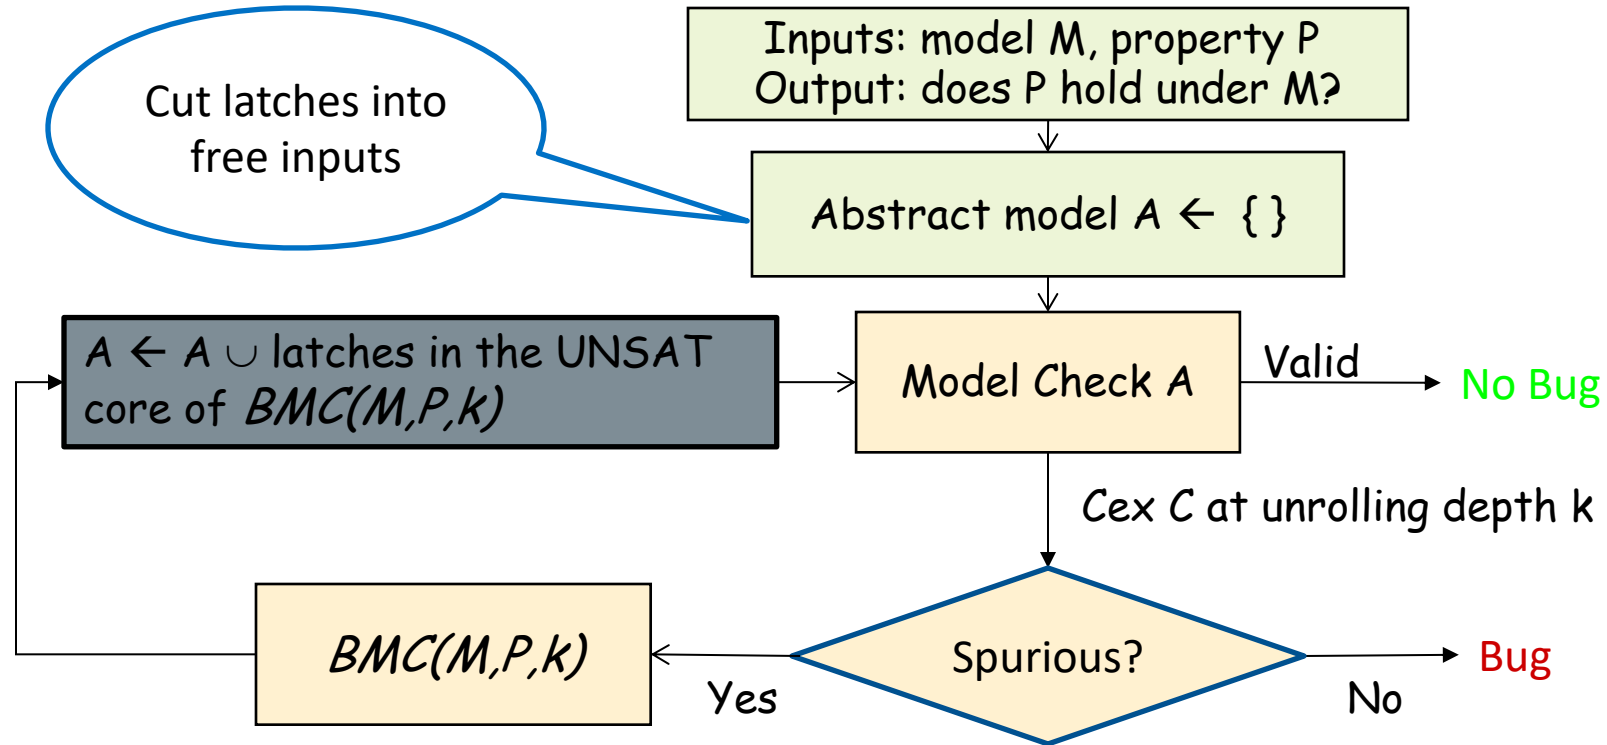 Inputs: model M, property P
Output: does P hold under M?
Cut latches into
free inputs
Abstract model A ← { }
A ← A ∪ latches in the UNSAT
core of BMC(M,P,k)
Model Check A
Valid
No Bug
Cex C at unrolling depth k
BMC(M,P,k)
Yes
Spurious?
No
Bug